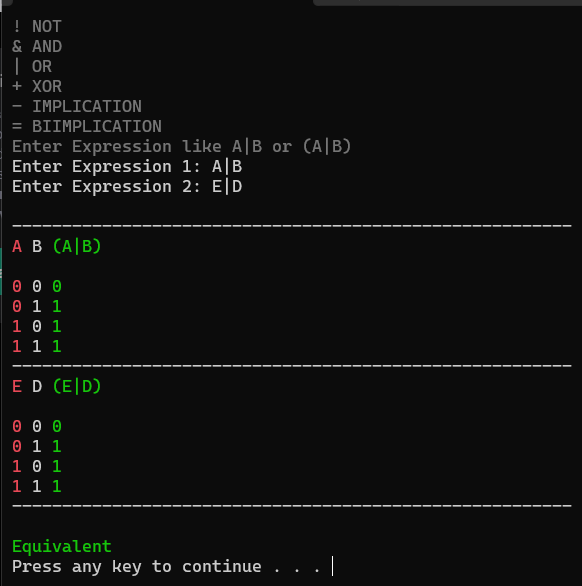 ! NOT
& AND
| OR
+ XOR
- IMPLICATION
= BIIMPLICATION
Enter Expression like A|B or (A|B)
Enter Expression 1: A|B
Enter Expression 2: E|D
--------------------------------------------------------
A B (A|B)
0 0 0
0 1 1
1 0 1
1 1 1
--------------------------------------------------------
E D (E|D)
0 0 0
0 1 1
1 0 1
1 1 1
--------------------------------------------------------
Equivalent
Press any key to continue . . .